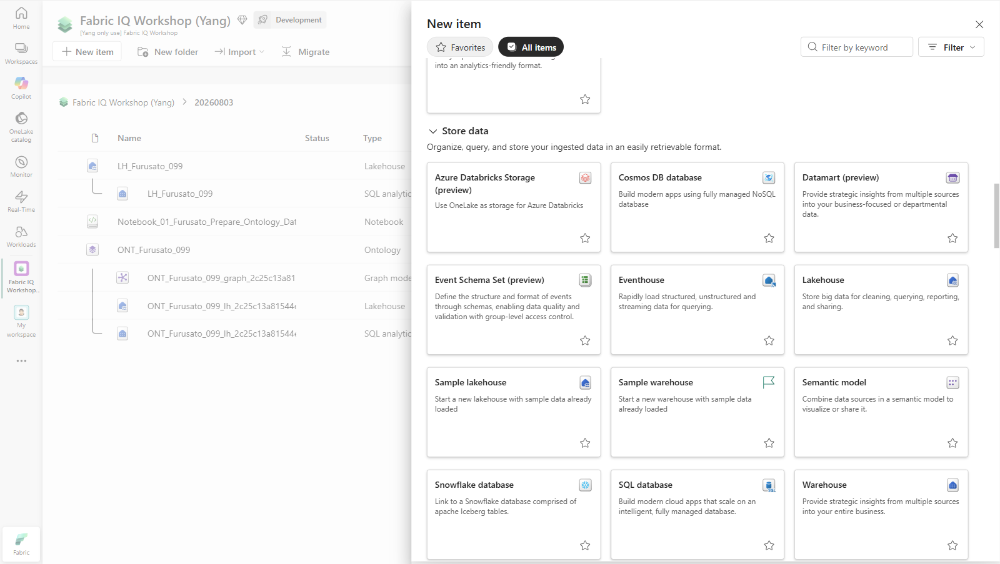 Home
Workspaces
Copilot
OneLake
catalog
Monitor
Real-Time
Workloads
Fabric IQ
Workshop...
My
workspace
Fabric
Fabric IQ Workshop (Yang)
Development
[Yang only use] Fabric IQ Workshop
New item
New folder
Import
Migrate
Fabric IQ Workshop (Yang) > 20260803
Name Status Type
LH_Furusato_099 Lakehouse
LH_Furusato_099 SQL analytic
Notebook_01_Furusato_Prepare_Ontology_Dat Notebook
ONT_Furusato_099 Ontology
ONT_Furusato_099_graph_2c25c13a81 Graph mode
ONT_Furusato_099_lh_2c25c13a81544e Lakehouse
ONT_Furusato_099_lh_2c25c13a81544e SQL analytic
New item
Favorites
All items
Filter by keyword
Filter
into an analytics-friendly format.
Store data
Organize, query, and store your ingested data in an easily retrievable format.
Azure Databricks Storage
(preview)
Use OneLake as storage for Azure Databricks
Cosmos DB database
Build modern apps using fully managed NoSQL
database
Datamart (preview)
Provide strategic insights from multiple sources
into your business-focused or departmental
data.
Event Schema Set (preview)
Define the structure and format of events
through schemas, enabling data quality and
validation with group-level access control.
Eventhouse
Rapidly load structured, unstructured and
streaming data for querying.
Lakehouse
Store big data for cleaning, querying, reporting,
and sharing.
Sample lakehouse
Start a new lakehouse with sample data already
loaded
Sample warehouse
Start a new warehouse with sample data
already loaded
Semantic model
Combine data sources in a semantic model to
visualize or share it.
Snowflake database
Link to a Snowflake database comprised of
apache Iceberg tables.
SQL database
Build modern cloud apps that scale on an
intelligent, fully managed database.
SQL
Warehouse
Provide strategic insights from multiple sources
into your entire business.